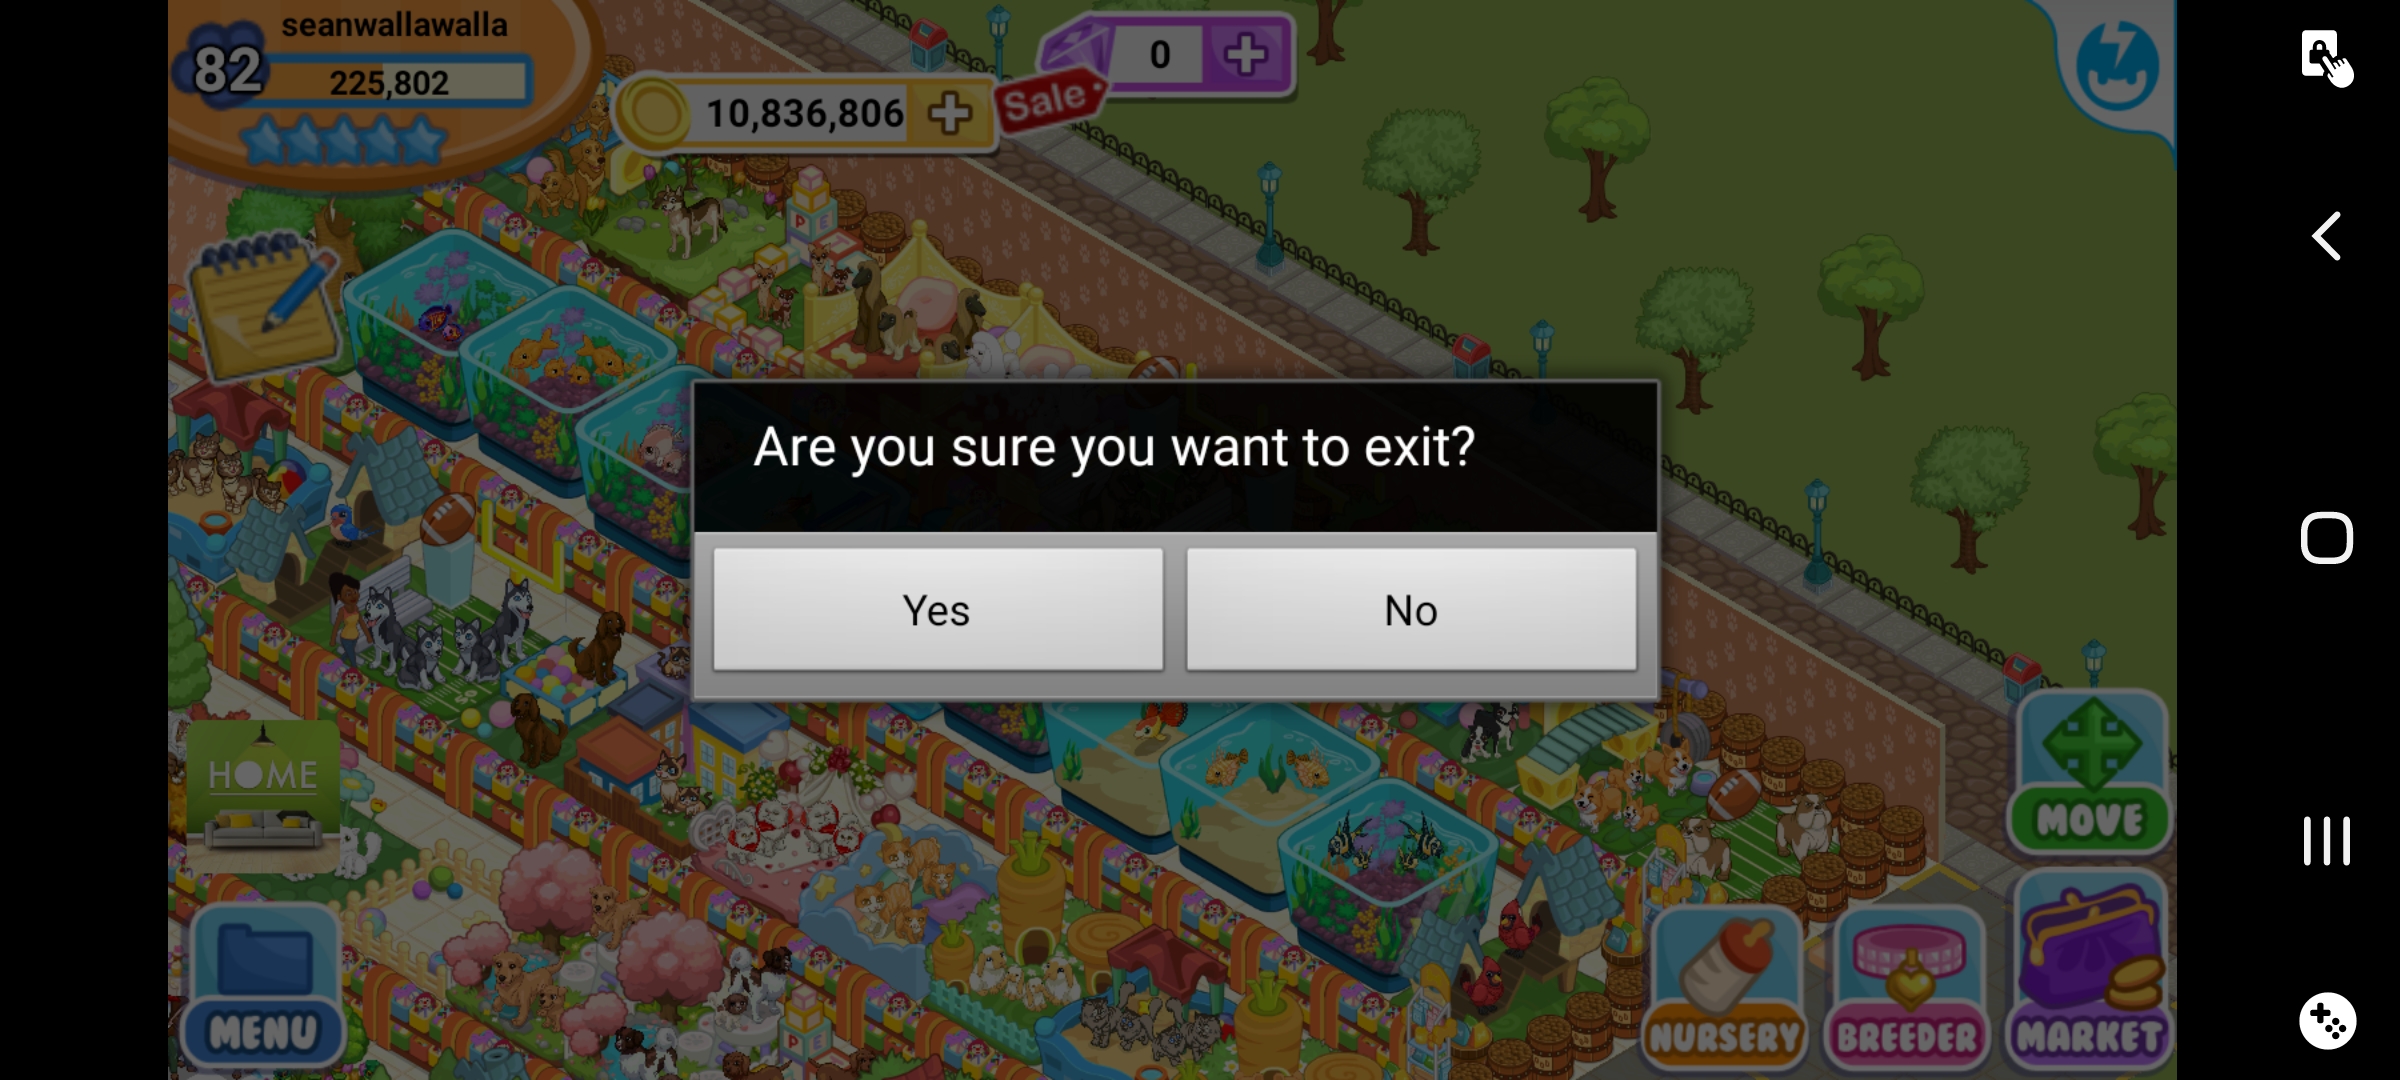 seanwallawalla
82
225,802
10,836,806
Sale
0
Are you sure you want to exit?
Yes
No
HOME
MENU
MOVE
NURSERY
BREEDER
MARKET